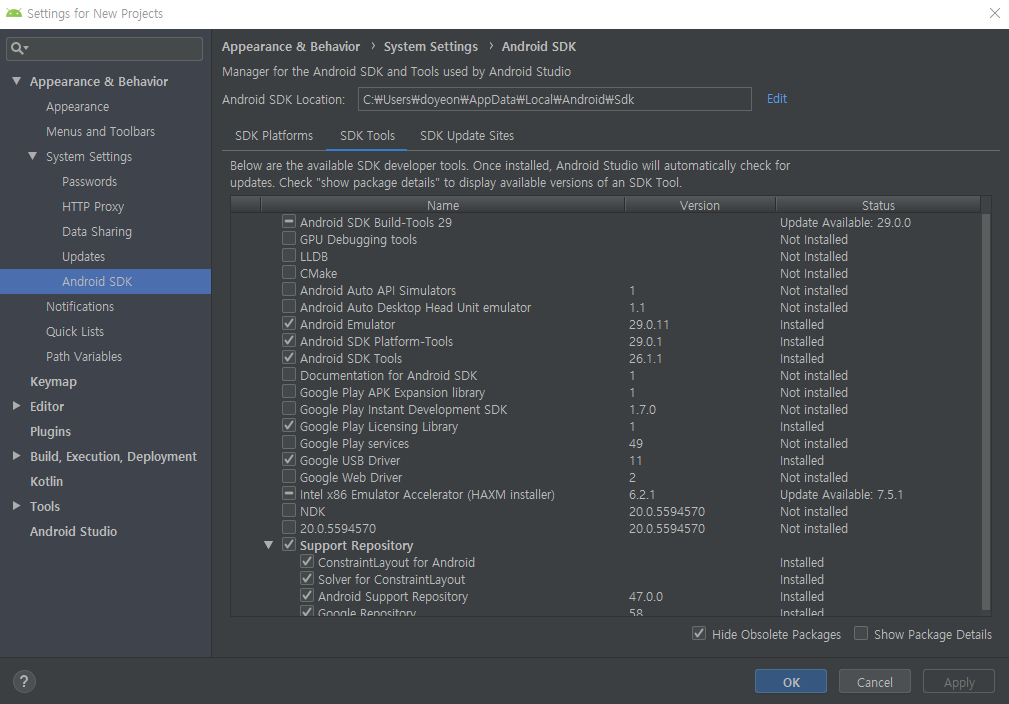 Settings for New Projects
Appearance & Behavior
Appearance
Menus and Toolbars
System Settings
Passwords
HTTP Proxy
Data Sharing
Updates
Android SDK
Notifications
Quick Lists
Path Variables
Keymap
Editor
Plugins
Build, Execution, Deployment
Kotlin
Tools
Android Studio
Appearance & Behavior › System Settings › Android SDK
Manager for the Android SDK and Tools used by Android Studio
Android SDK Location: C:₩Users₩doyeon₩AppData₩Local₩Android₩Sdk Edit
SDK Platforms SDK Tools SDK Update Sites
Below are the available SDK developer tools. Once installed, Android Studio will automatically check for
updates. Check "show package details" to display available versions of an SDK Tool.
Name Version Status
Android SDK Build-Tools 29 Update Available: 29.0.0
GPU Debugging tools Not Installed
LLDB Not Installed
CMake Not Installed
Android Auto API Simulators 1 Not installed
Android Auto Desktop Head Unit emulator 1.1 Not installed
Android Emulator 29.0.11 Installed
Android SDK Platform-Tools 29.0.1 Installed
Android SDK Tools 26.1.1 Installed
Documentation for Android SDK 1 Not installed
Google Play APK Expansion library 1 Not installed
Google Play Instant Development SDK 1.7.0 Not installed
Google Play Licensing Library 1 Installed
Google Play services 49 Not installed
Google USB Driver 11 Installed
Google Web Driver 2 Not installed
Intel x86 Emulator Accelerator (HAXM installer) 6.2.1 Update Available: 7.5.1
NDK 20.0.5594570 Not installed
20.0.5594570 20.0.5594570 Not installed
Support Repository
ConstraintLayout for Android Installed
Solver for ConstraintLayout Installed
Android Support Repository 47.0.0 Installed
Google Repository 58 Installed
Hide Obsolete Packages Show Package Details
? OK Cancel Apply